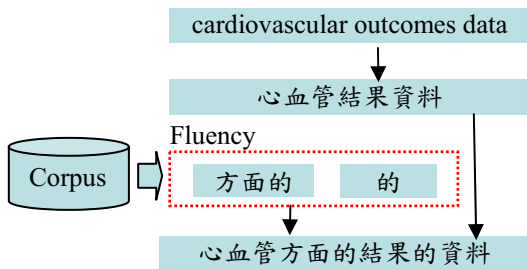 cardiovascular outcomes data
心血管結果資料
Fluency
Corpus
方面的
的
心血管方面的結果的資料